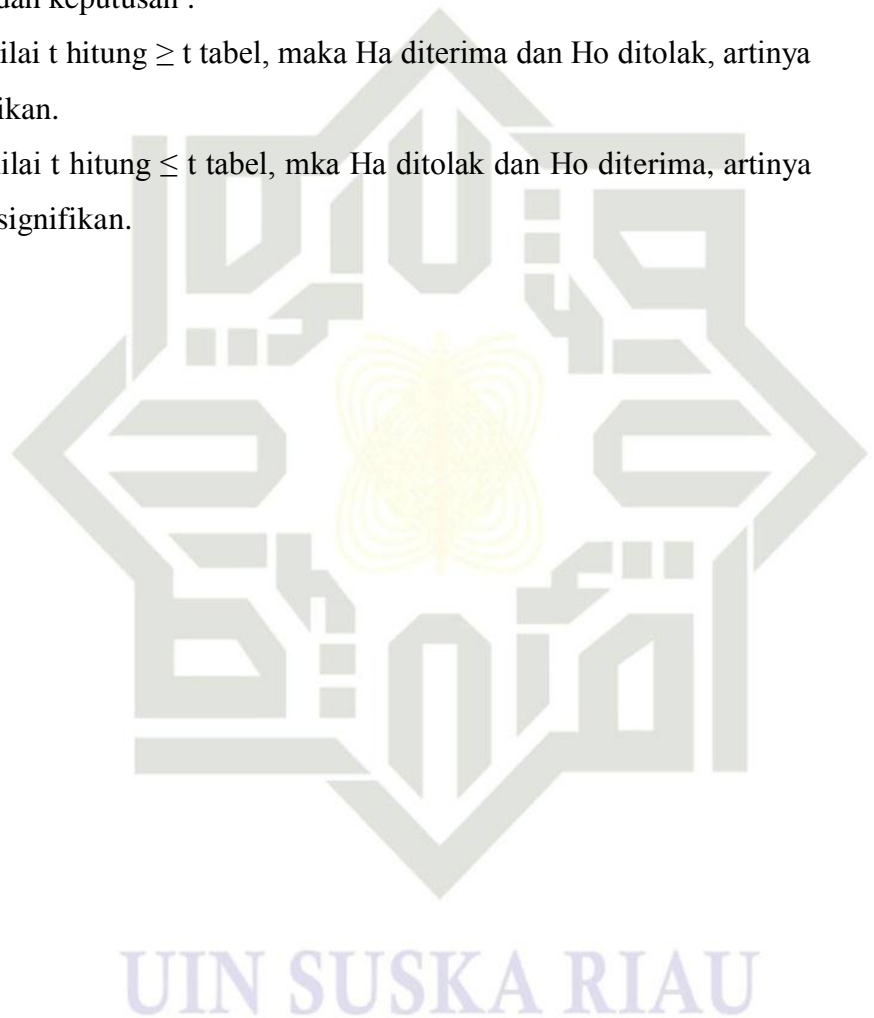 dan keputusan :
ilai t hitung ≥ t tabel, maka Ha diterima dan Ho ditolak, artinya
ikan.
ilai t hitung ≤ t tabel, mka Ha ditolak dan Ho diterima, artinya
signifikan.
UIN SUSKA RIAU